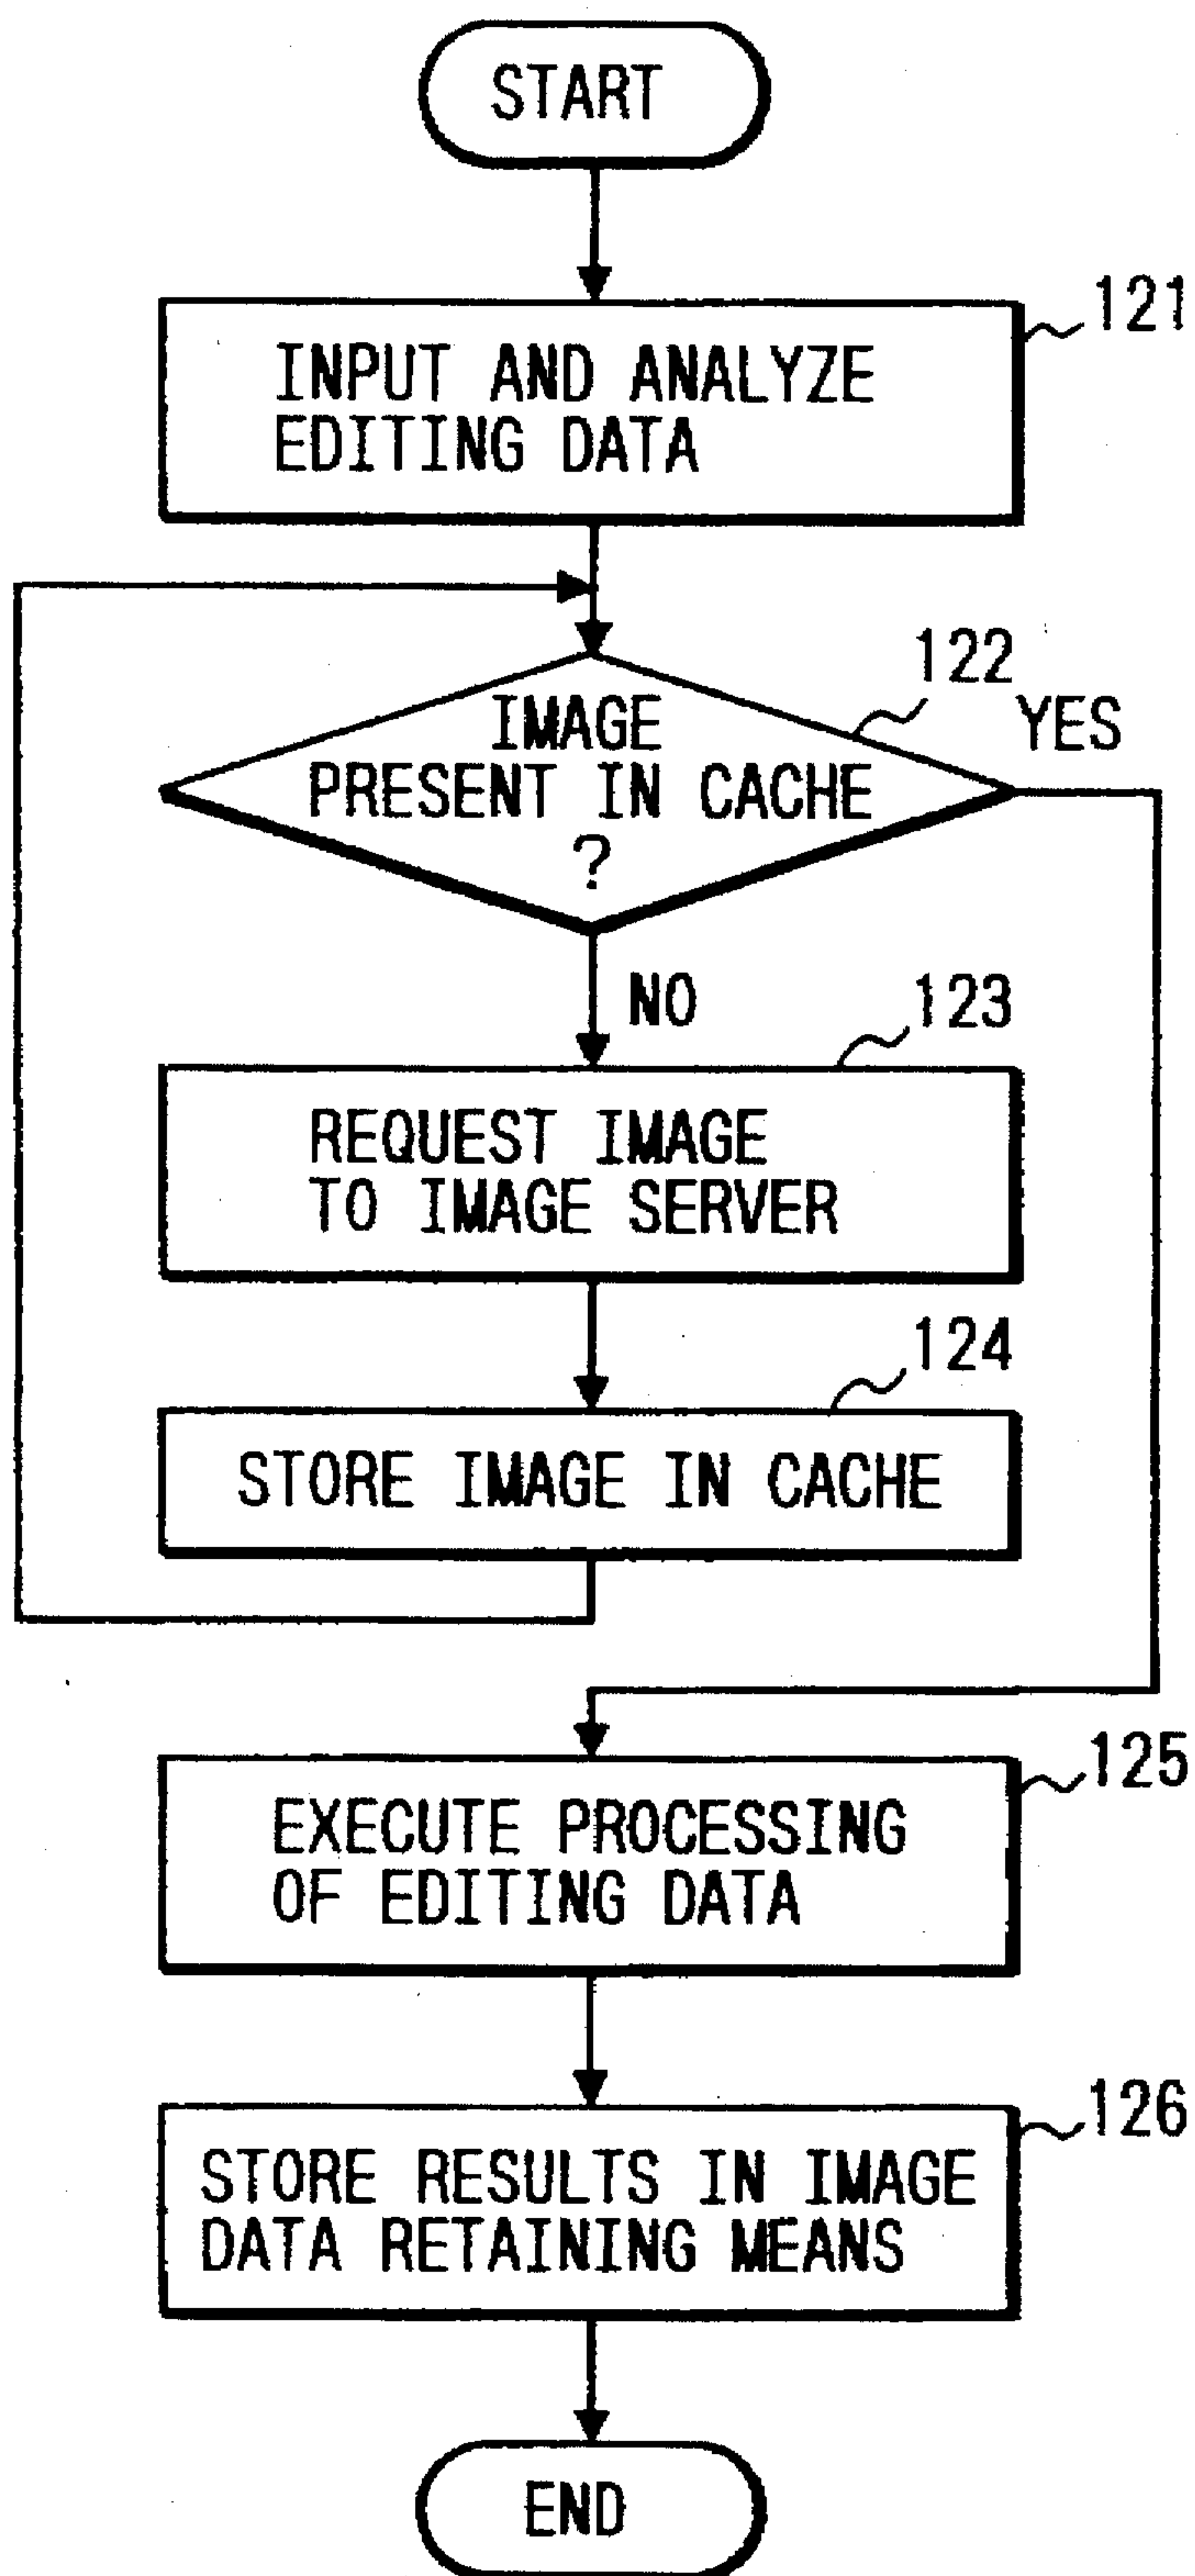 START
121
INPUT AND ANALYZE
EDITING DATA
122
YES
IMAGE
PRESENT IN CACHE
?
NO
123
REQUEST IMAGE
TO IMAGE SERVER
124
STORE IMAGE IN CACHE
125
EXECUTE PROCESSING
OF EDITING DATA
126
STORE RESULTS IN IMAGE
DATA RETAINING MEANS
END